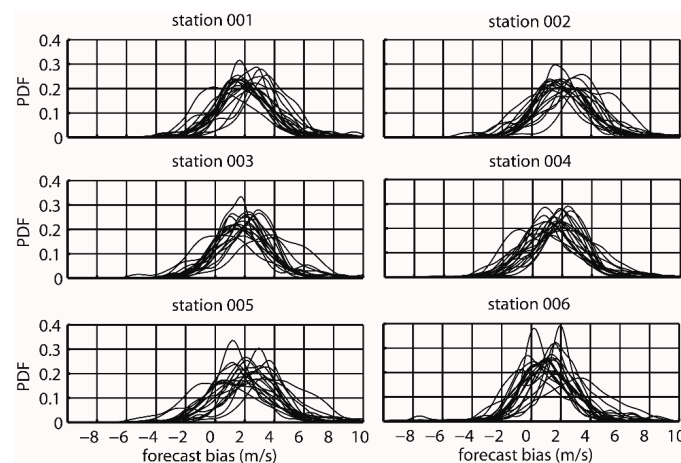 station 001
station 002
0.4
0.3
0.2
0.1
0
PDF
station 003
station 004
0.4
0.3
0.2
0.1
0
PDF
station 005
station 006
0.4
0.3
0.2
0.1
0
PDF
−8 −6 −4 −2 0 2 4 6 8 10
−8 −6 −4 −2 0 2 4 6 8 10
forecast bias (m/s)
forecast bias (m/s)